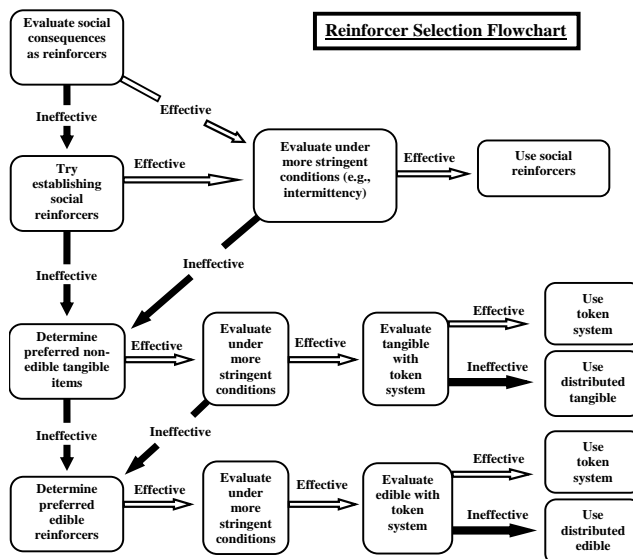 Reinforcer Selection Flowchart
Evaluate social
consequences
as reinforcers
Effective
Ineffective
Try
establishing
social
reinforcers
Effective
Evaluate under
more stringent
conditions (e.g.,
intermittency)
Effective
Use social
reinforcers
Ineffective
Ineffective
Determine
preferred non-
edible tangible
items
Effective
Evaluate
under
more
stringent
conditions
Effective
Evaluate
tangible
with
token
system
Effective
Use
token
system
Ineffective
Use
distributed
tangible
Ineffective
Ineffective
Determine
preferred
edible
reinforcers
Effective
Evaluate
under
more
stringent
conditions
Effective
Evaluate
edible with
token
system
Effective
Use
token
system
Ineffective
Use
distributed
edible